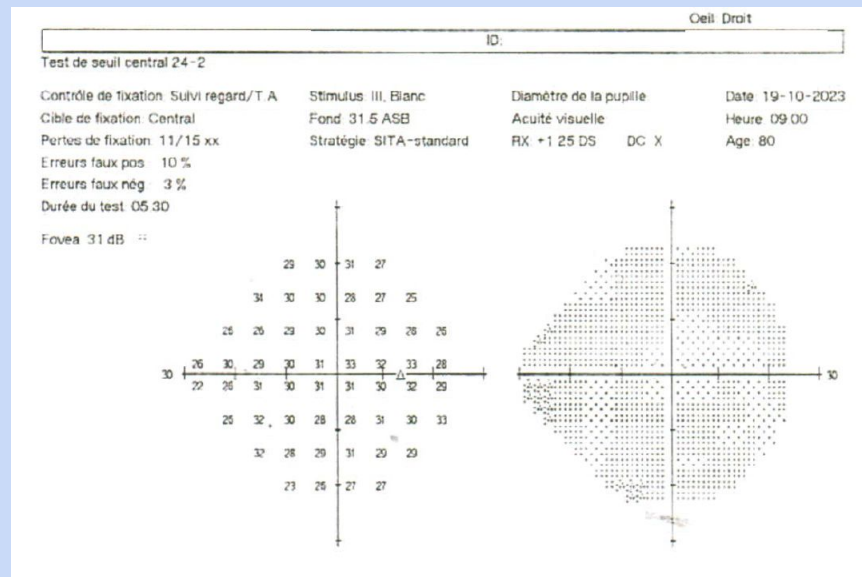 Oeil Droit
ID:
Test de seuil central 24-2
Contrôle de fixation: Suivi regard/T.A Stimulus: III, Blanc Diamètre de la pupille Date: 19-10-2023
Cible de fixation: Central Fond: 31.5 ASB Acuité visuelle Heure: 09:00
Pertes de fixation: 11/15 xx Stratégie: SITA-standard RX: +1.25 DS DC X Age: 80
Erreurs faux pos: 10 %
Erreurs faux nég: 3 %
Durée du test: 05:30
Fovea: 31 dB
29 30 31 27
31 30 30 28 27 25
26 26 29 30 31 29 28 26
26 30 29 30 31 33 32 33 28
30 30
22 26 31 30 31 31 30 32 29
25 32 30 28 28 31 30 33
32 28 29 31 29 29
23 26 27 27